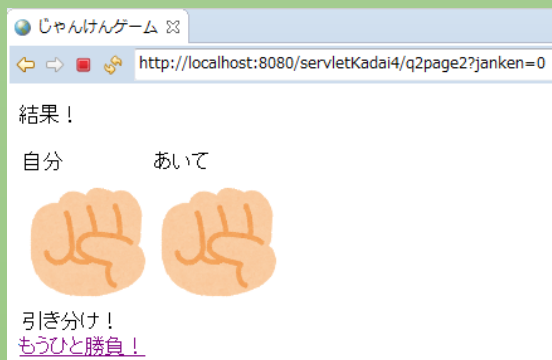 じゃんけんゲーム
http://localhost:8080/servletKadai4/q2page2?janken=0
結果！
自分 あいて
引き分け！
もうひと勝負！